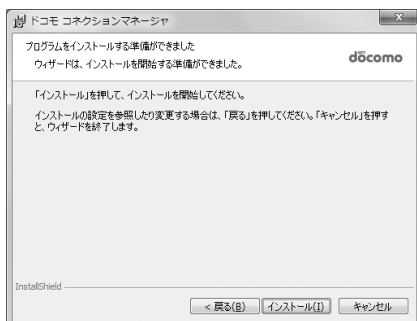 ドコモ コネクションマネージャ
プログラムをインストールする準備ができました
ウィザードは、インストールを開始する準備ができました。
döcomo
「インストール」を押して、インストールを開始してください。
インストールの設定を参照したり変更する場合は、「戻る」を押してください。「キャンセル」を押す
と、ウィザードを終了します。
InstallShield
< 戻る(B)
インストール(I)
キャンセル